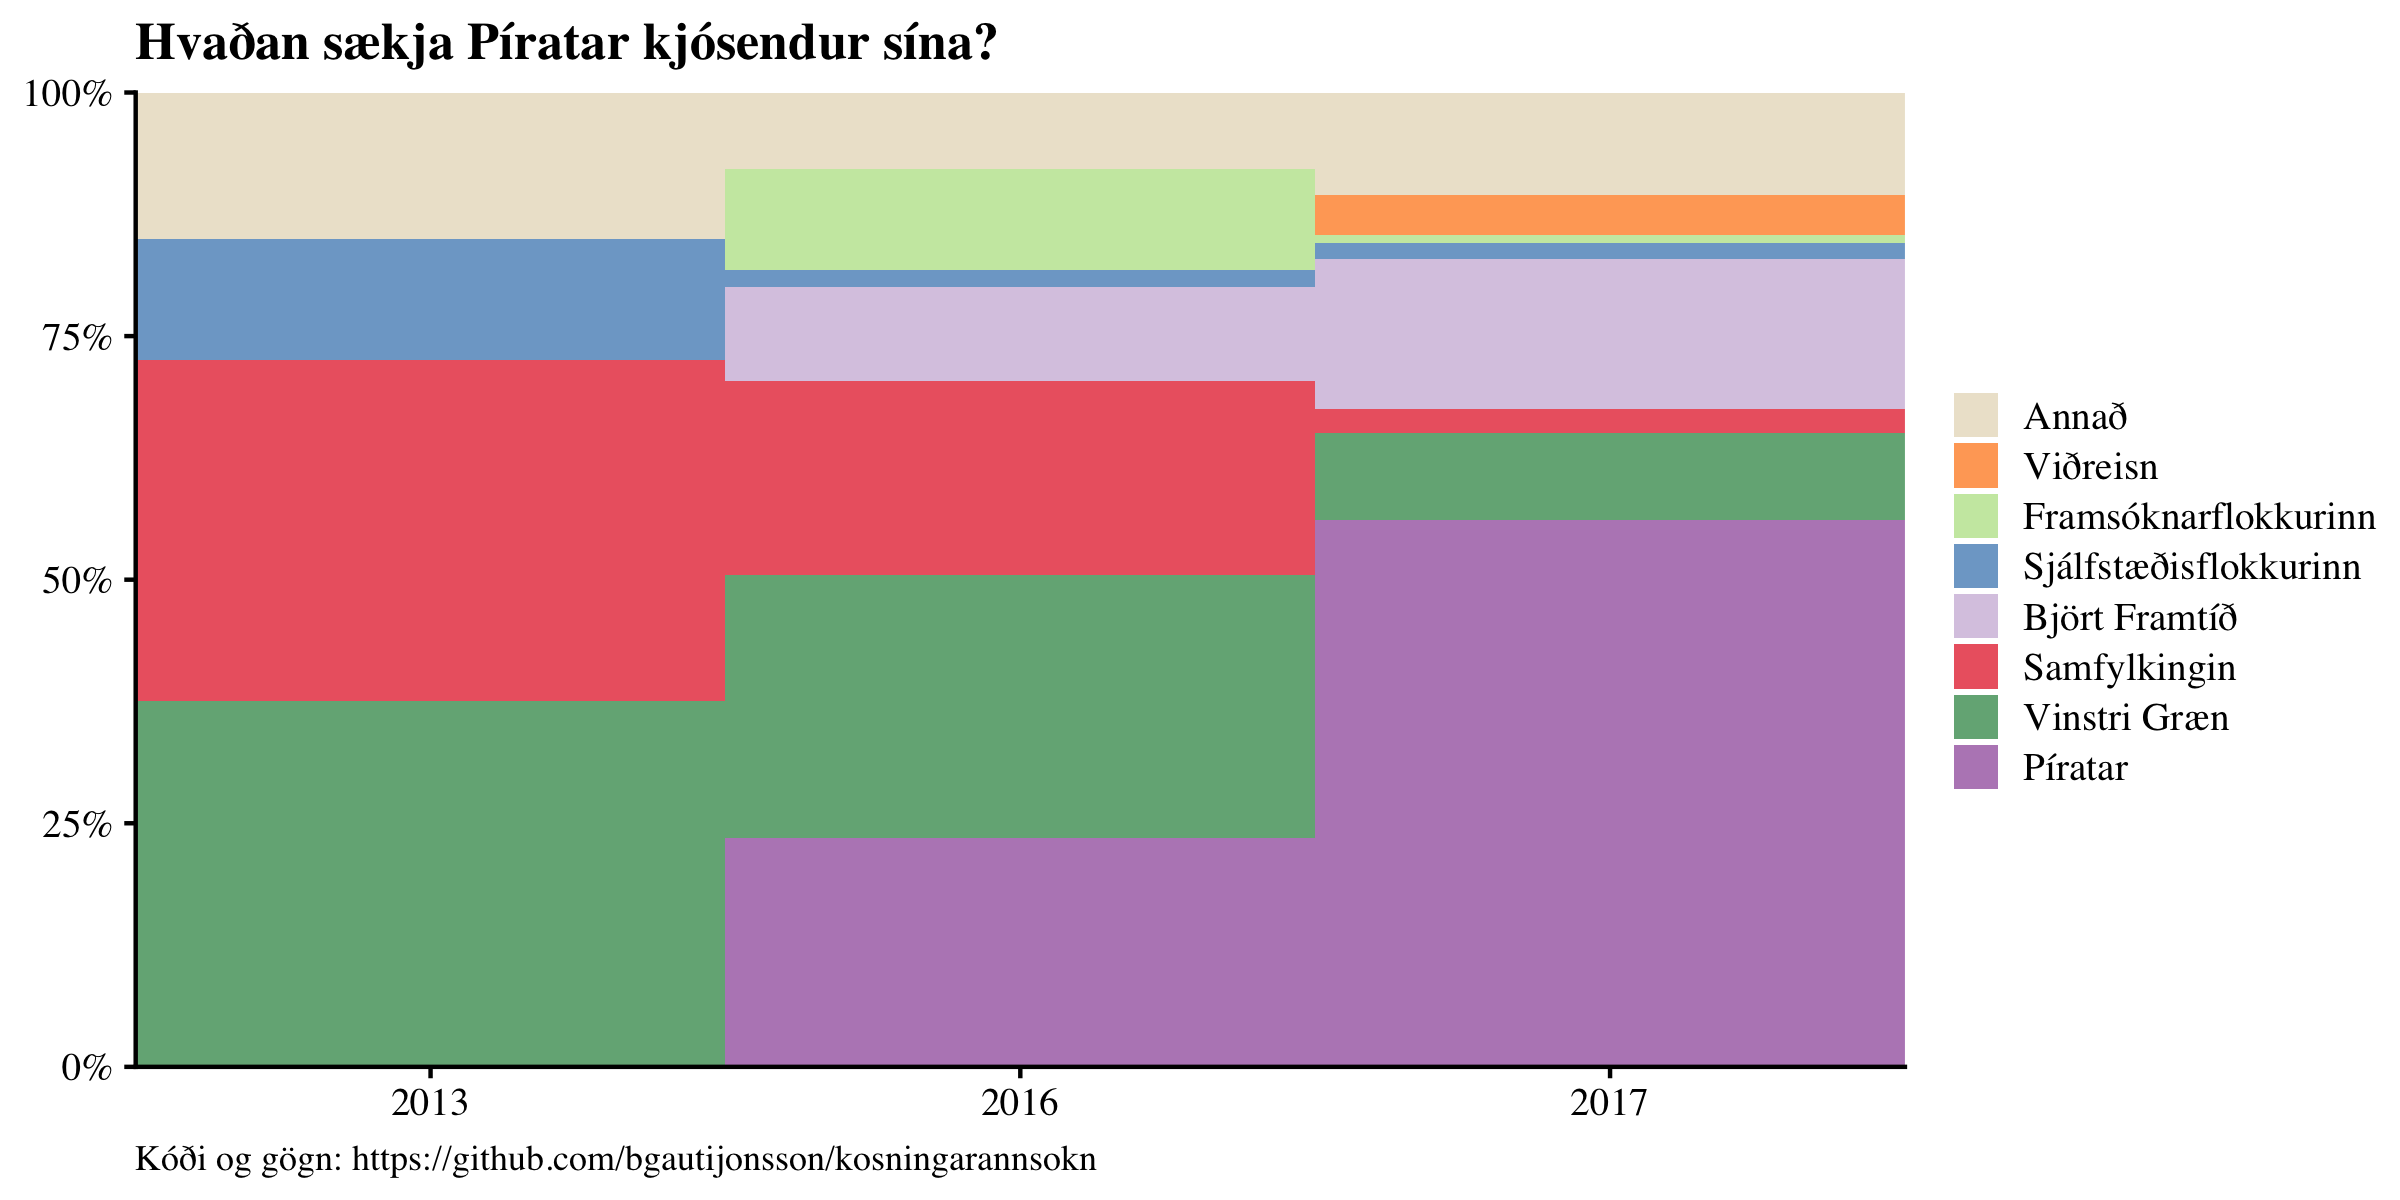 Hvaðan sækja Píratar kjósendur sína?
100%
75%
50%
25%
0%
2013
2016
2017
Annað
Viðreisn
Framsóknarflokkurinn
Sjálfstæðisflokkurinn
Björt Framtíð
Samfylkingin
Vinstri Græn
Píratar
Kóði og gögn: https://github.com/bgautijonsson/kosningarannsokn